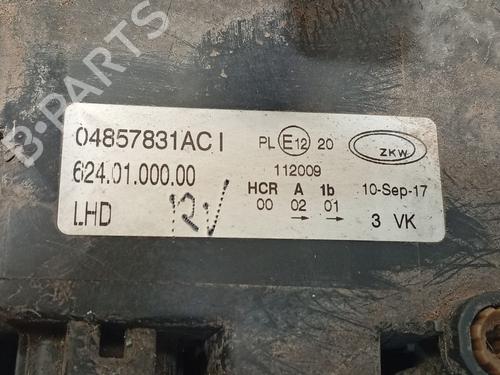 04857831AC I
624.01.000.00
LHD
12V
PL E12 20
112009
HCR A 1b
00 02 01
ZKW
10-Sep-17
3 VK
B-PARTS